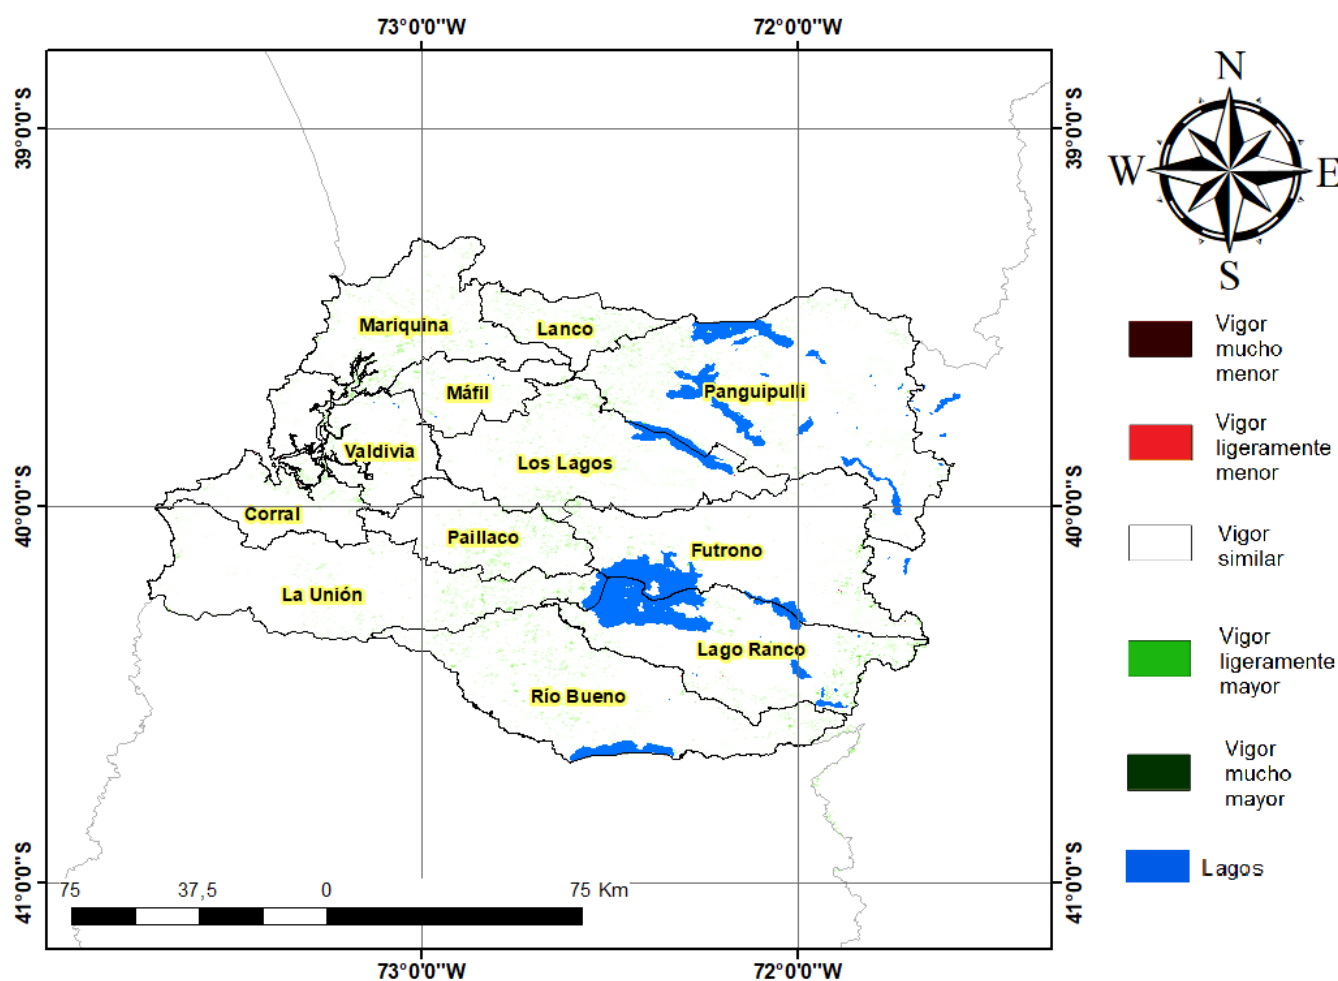 73°0'0"W
72°0'0"W
39°0'0"S
39°0'0"S
N
W
E
S
Vigor
mucho
menor
Mariquina
Lanco
Máfil
Panguipulli
Vigor
ligeramente
menor
Valdivia
Los Lagos
40°0'0"S
40°0'0"S
Corral
Paillaco
Futrono
Vigor
similar
La Unión
Lago Ranco
Río Bueno
Vigor
ligeramente
mayor
Vigor
mucho
mayor
Lagos
41°0'0"S
41°0'0"S
75 37,5 0 75 Km
73°0'0"W
72°0'0"W